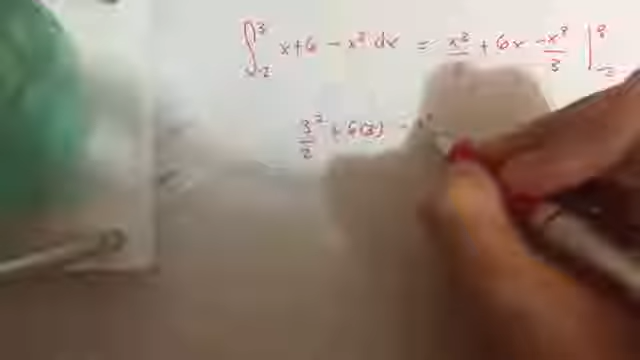 ∫_{-2}^{3} x+6 - x² dx = x²/2 + 6x - x³/3 |_{-2}^{3}
3²/2 + 6(3) -